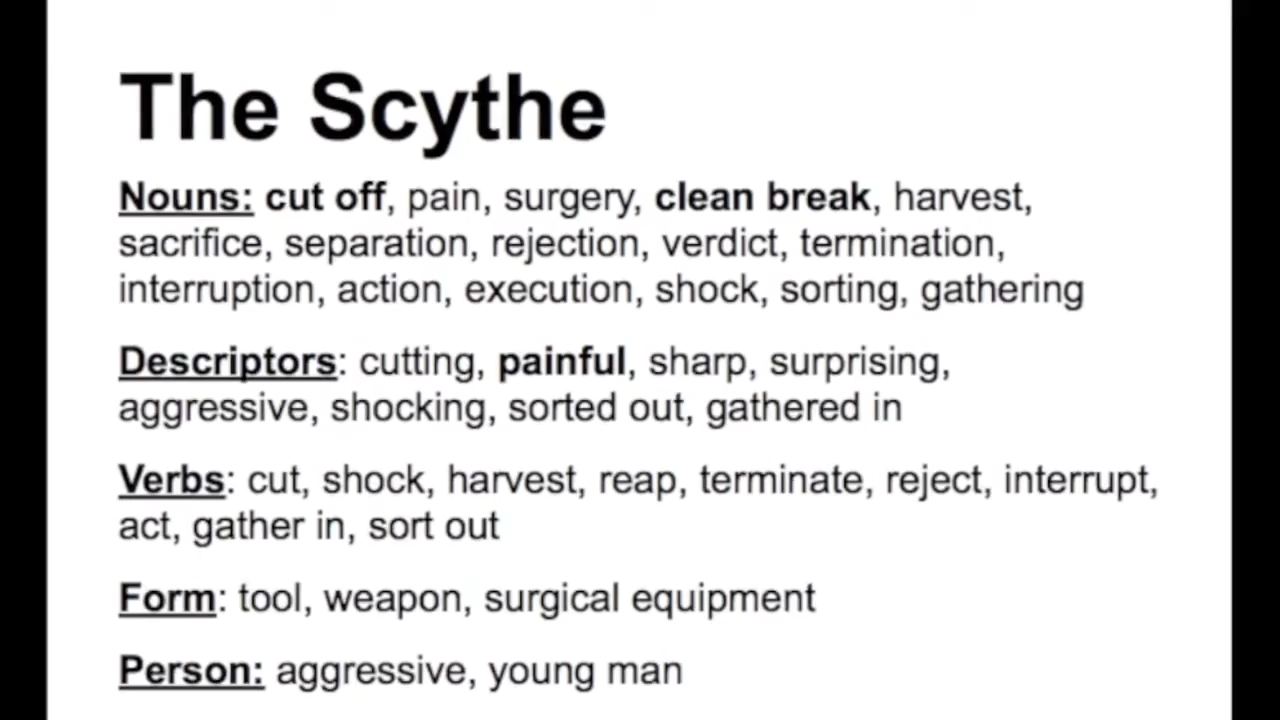 The Scythe
Nouns: cut off, pain, surgery, clean break, harvest,
sacrifice, separation, rejection, verdict, termination,
interruption, action, execution, shock, sorting, gathering
Descriptors: cutting, painful, sharp, surprising,
aggressive, shocking, sorted out, gathered in
Verbs: cut, shock, harvest, reap, terminate, reject, interrupt,
act, gather in, sort out
Form: tool, weapon, surgical equipment
Person: aggressive, young man